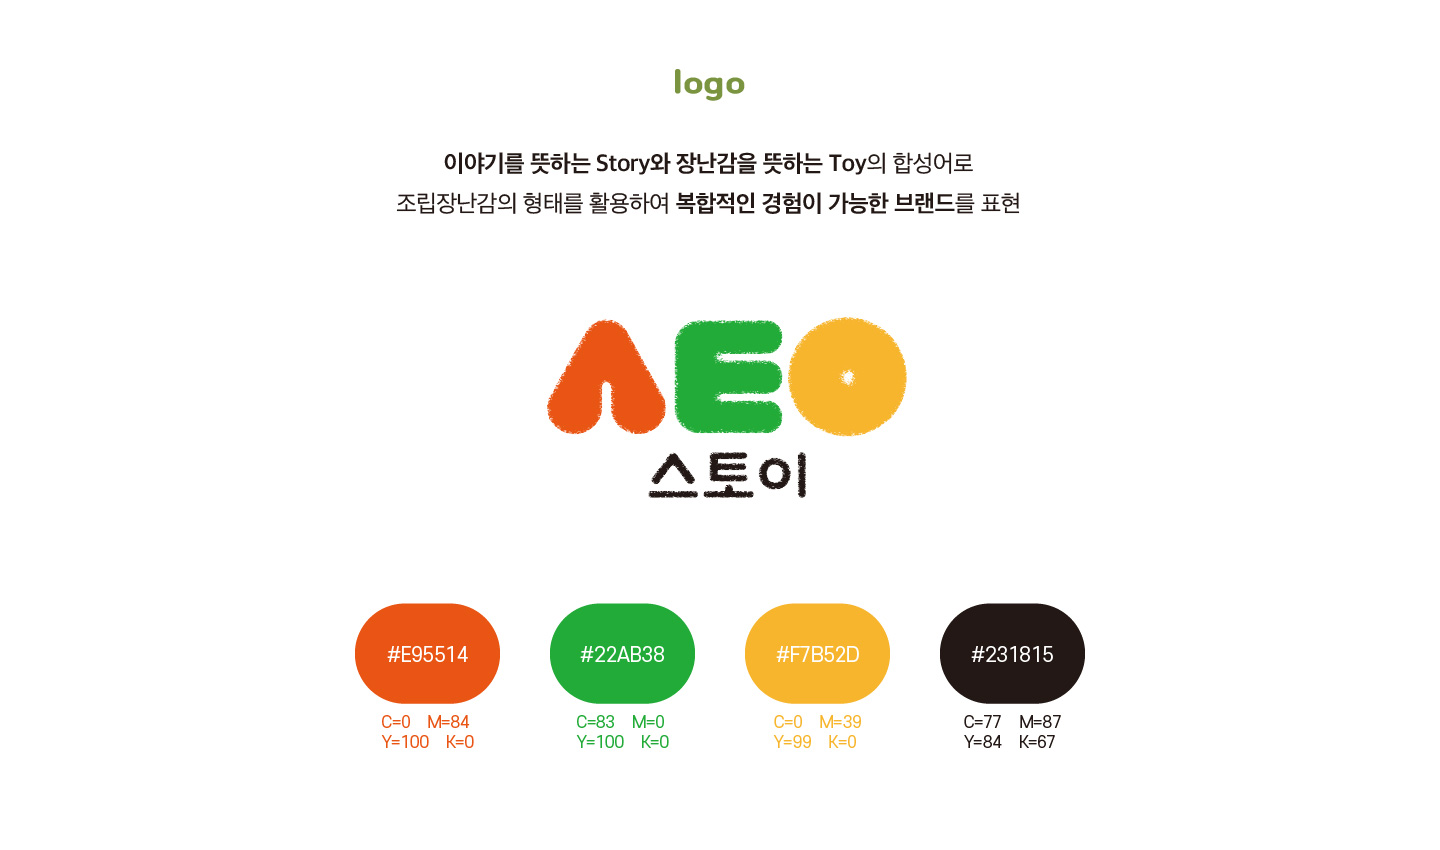 logo
이야기를 뜻하는 Story와 장난감을 뜻하는 Toy의 합성어로
조립장난감의 형태를 활용하여 복합적인 경험이 가능한 브랜드를 표현
ㅅㅌㅇ
스토이
#E95514 #22AB38 #F7B52D #231815
C=0 M=84 C=83 M=0 C=0 M=39 C=77 M=87
Y=100 K=0 Y=100 K=0 Y=99 K=0 Y=84 K=67